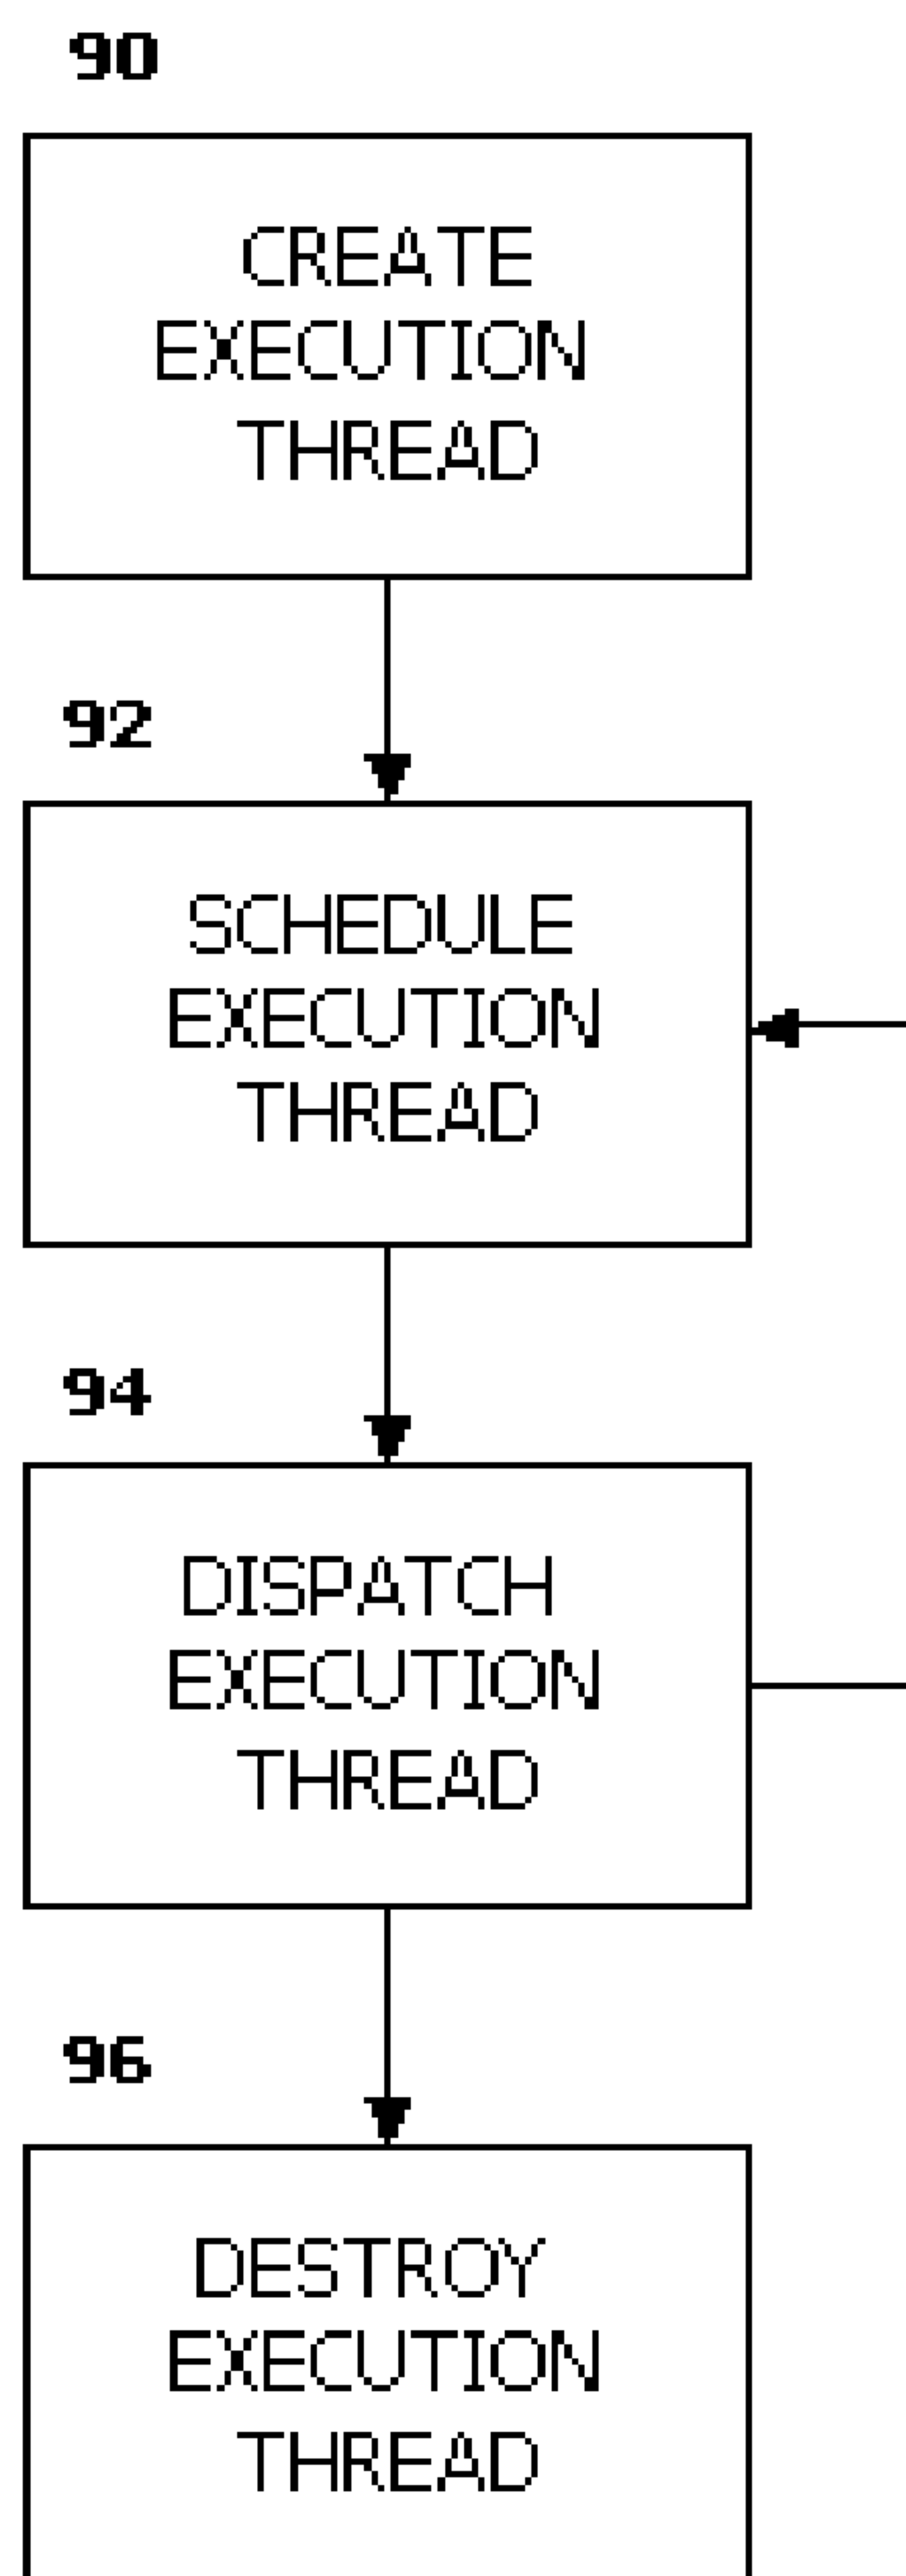 90
CREATE
EXECUTION
THREAD
92
SCHEDULE
EXECUTION
THREAD
94
DISPATCH
EXECUTION
THREAD
96
DESTROY
EXECUTION
THREAD